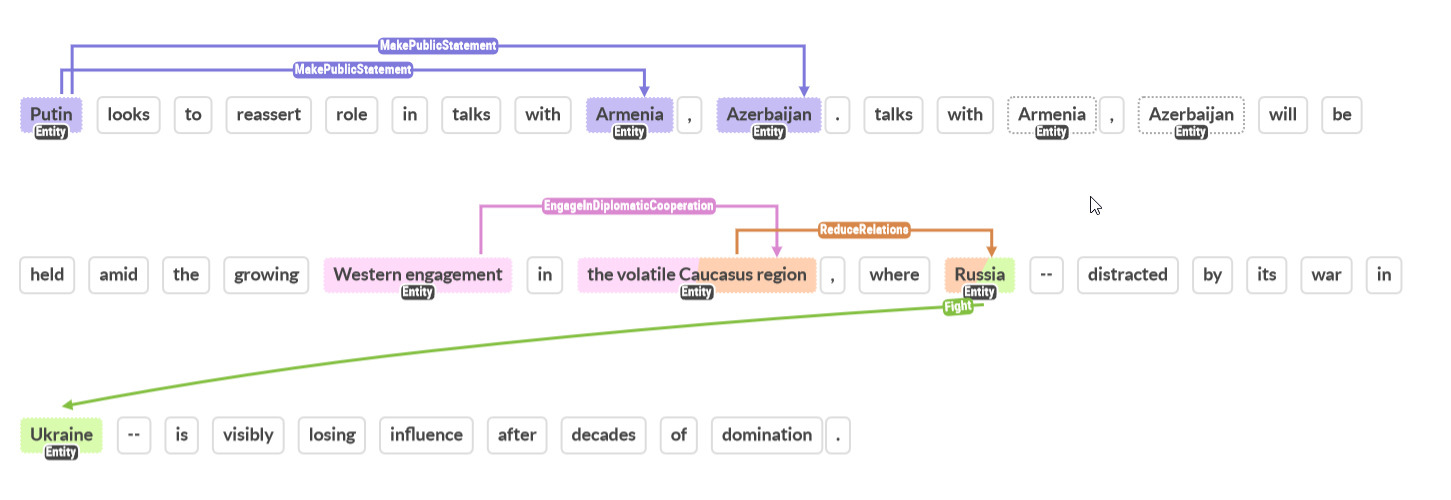 MakePublicStatement
MakePublicStatement
Putin looks to reassert role in talks with Armenia , Azerbaijan . talks with Armenia , Azerbaijan will be
Entity Entity Entity Entity Entity
EngageInDiplomaticCooperation
ReduceRelations
held amid the growing Western engagement in the volatile Caucasus region , where Russia -- distracted by its war in
Entity Entity Entity
Fight
Ukraine -- is visibly losing influence after decades of domination .
Entity